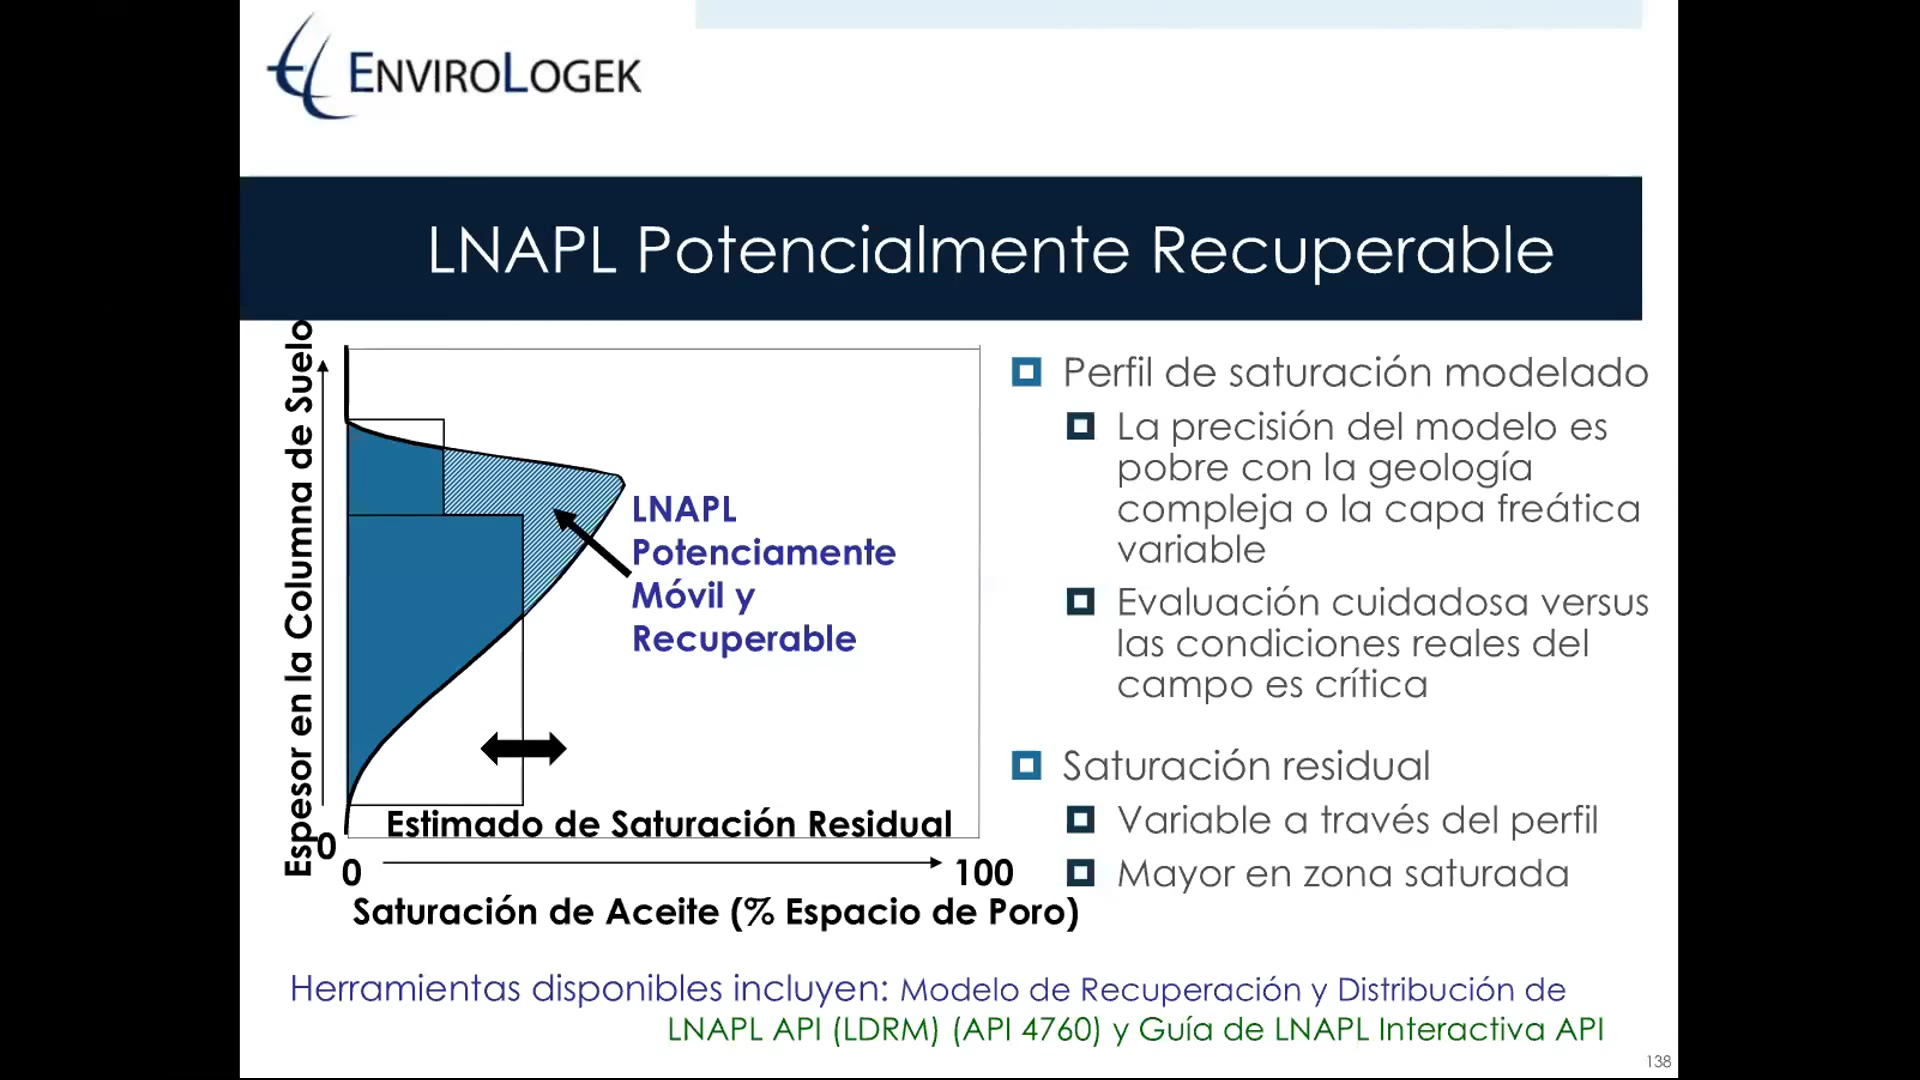 ENVIROLOGEK
LNAPL Potencialmente Recuperable
Espesor en la Columna de Suelo
LNAPL
Potenciamente
Móvil y
Recuperable
Estimado de Saturación Residual
0
0
100
Saturación de Aceite (% Espacio de Poro)
Perfil de saturación modelado
La precisión del modelo es
pobre con la geología
compleja o la capa freática
variable
Evaluación cuidadosa versus
las condiciones reales del
campo es crítica
Saturación residual
Variable a través del perfil
Mayor en zona saturada
Herramientas disponibles incluyen: Modelo de Recuperación y Distribución de
LNAPL API (LDRM) (API 4760) y Guía de LNAPL Interactiva API
138